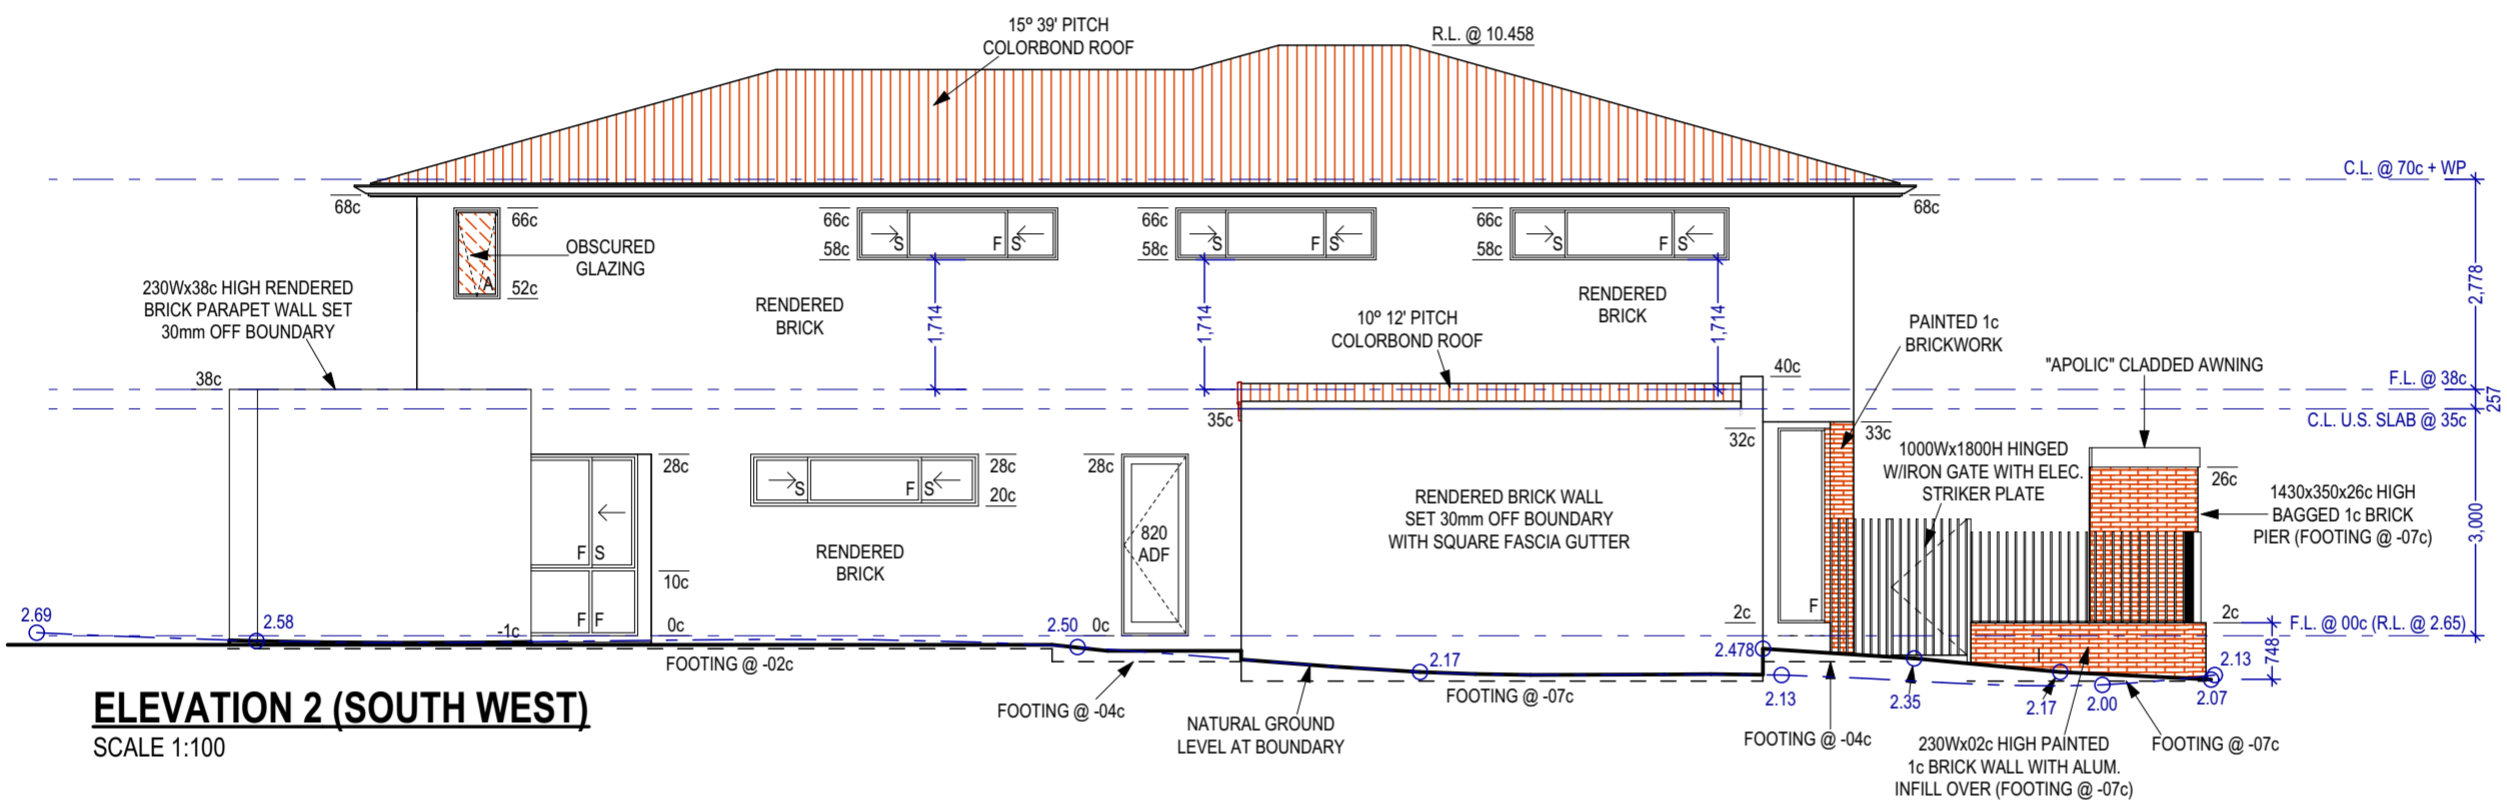 15º 39' PITCH
COLORBOND ROOF
R.L. @ 10.458
C.L. @ 70c + WP
68c
68c
66c
66c
58c
66c
58c
66c
58c
S
F
S
S
F
S
S
F
S
OBSCURED
GLAZING
A
52c
2,778
230Wx38c HIGH RENDERED
BRICK PARAPET WALL SET
30mm OFF BOUNDARY
RENDERED
BRICK
1,714
1,714
RENDERED
BRICK
1,714
10º 12' PITCH
COLORBOND ROOF
PAINTED 1c
BRICKWORK
"APOLIC" CLADDED AWNING
38c
40c
F.L. @ 38c
257
35c
C.L. U.S. SLAB @ 35c
32c
33c
28c
28c
20c
28c
S
F
S
1000Wx1800H HINGED
W/IRON GATE WITH ELEC.
STRIKER PLATE
26c
1430x350x26c HIGH
BAGGED 1c BRICK
PIER (FOOTING @ -07c)
3,000
RENDERED BRICK WALL
SET 30mm OFF BOUNDARY
WITH SQUARE FASCIA GUTTER
820
ADF
F
S
RENDERED
BRICK
10c
F
F
F
2c
2c
F.L. @ 00c (R.L. @ 2.65)
2.69
2.58
-1c
0c
2.50
0c
2.478
748
FOOTING @ -02c
2.17
2.13
2.35
2.17
2.00
2.13
2.07
FOOTING @ -04c
FOOTING @ -07c
NATURAL GROUND
LEVEL AT BOUNDARY
FOOTING @ -04c
230Wx02c HIGH PAINTED
1c BRICK WALL WITH ALUM.
INFILL OVER (FOOTING @ -07c)
FOOTING @ -07c
ELEVATION 2 (SOUTH WEST)
SCALE 1:100